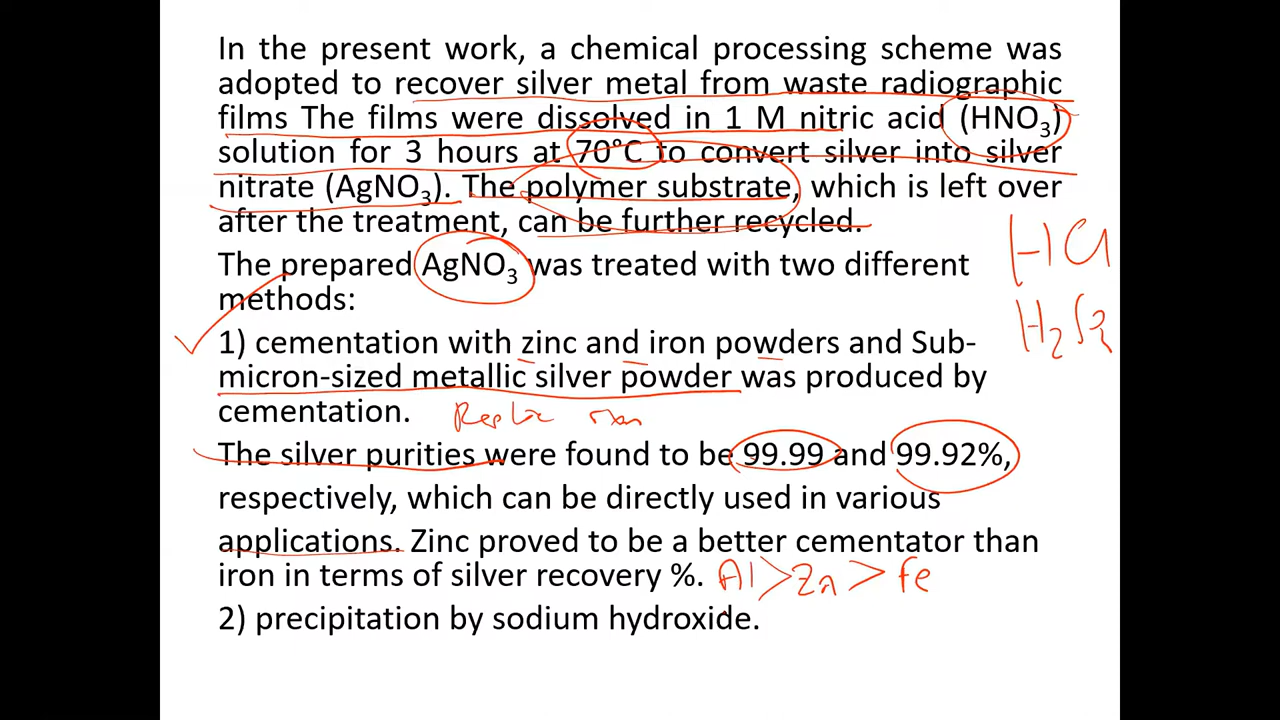 In the present work, a chemical processing scheme was
adopted to recover silver metal from waste radiographic
films The films were dissolved in 1 M nitric acid (HNO₃)
solution for 3 hours at 70°C to convert silver into silver
nitrate (AgNO₃). The polymer substrate, which is left over
after the treatment, can be further recycled.
HCl
The prepared AgNO₃ was treated with two different
methods:
1) cementation with zinc and iron powders and Sub-
micron-sized metallic silver powder was produced by
cementation.
The silver purities were found to be 99.99 and 99.92%,
respectively, which can be directly used in various
applications. Zinc proved to be a better cementator than
iron in terms of silver recovery %. Al > Zn > Fe
2) precipitation by sodium hydroxide.